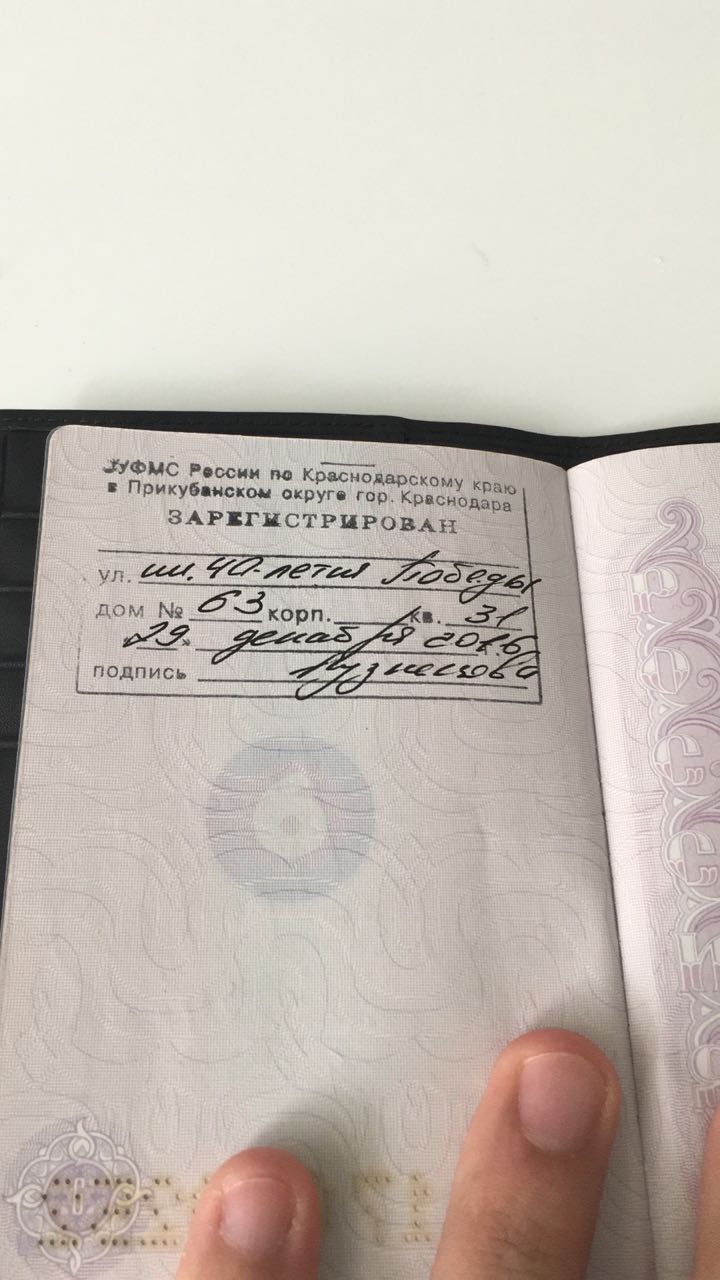 УФМС России по Краснодарскому краю
в Прикубанском округе гор. Краснодара
ЗАРЕГИСТРИРОВАН
ул. им. 40-летия Победы
дом № 63 корп. кв. 31
«29» декабря 2016
подпись Кузнецова